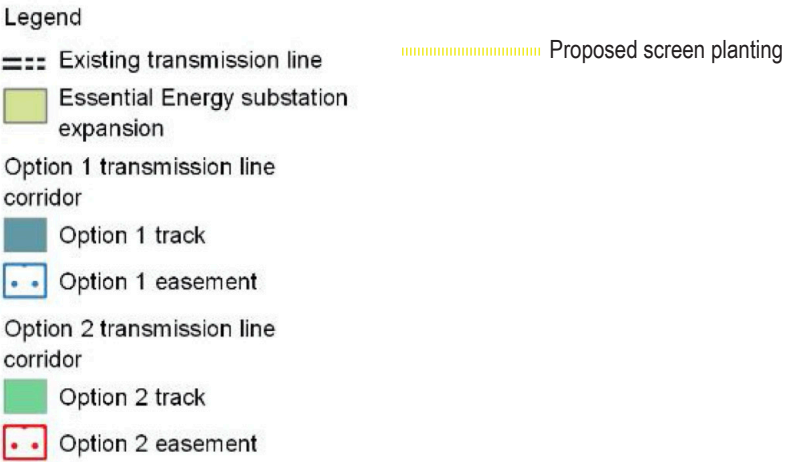 Legend
Existing transmission line
Essential Energy substation
expansion
Option 1 transmission line
corridor
Option 1 track
Option 1 easement
Option 2 transmission line
corridor
Option 2 track
Option 2 easement
Proposed screen planting